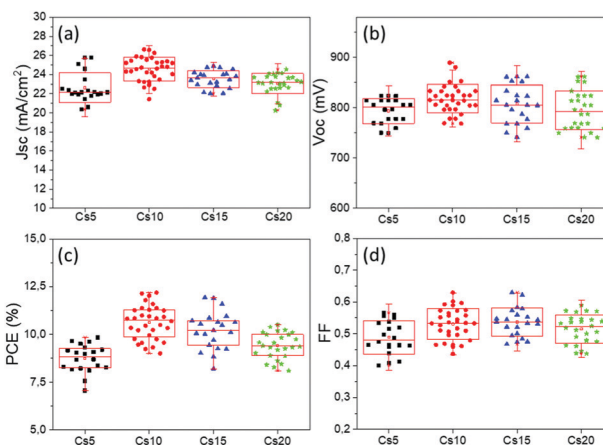 (a)
Jsc (mA/cm²)
30
28
26
24
22
20
18
16
14
12
10
Cs5 Cs10 Cs15 Cs20
(b)
Voc (mV)
900
800
700
600
Cs5 Cs10 Cs15 Cs20
(c)
PCE (%)
15,0
12,5
10,0
7,5
5,0
Cs5 Cs10 Cs15 Cs20
(d)
FF
0,8
0,7
0,6
0,5
0,4
0,3
0,2
Cs5 Cs10 Cs15 Cs20